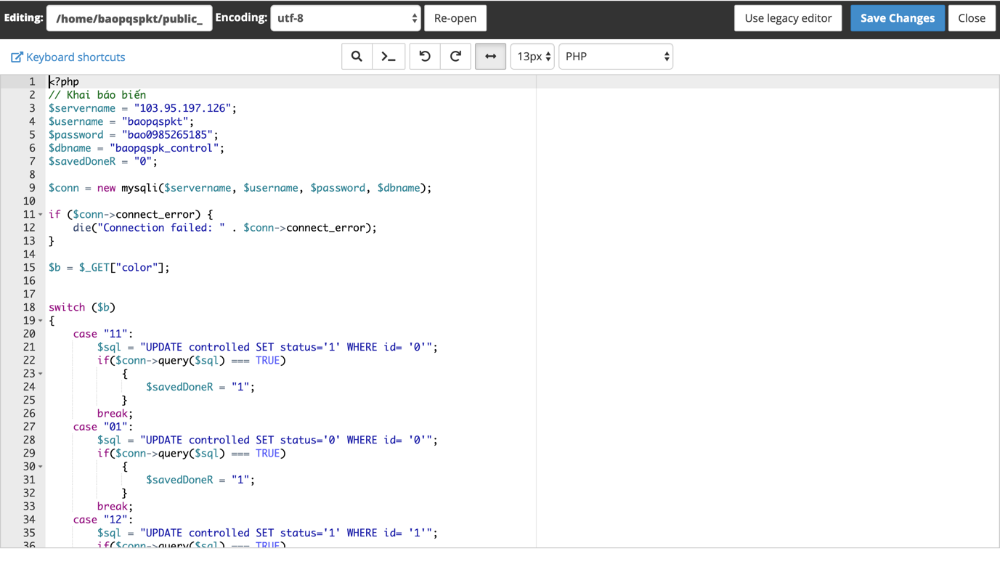 Editing: /home/baopqspkt/public_ Encoding: utf-8 Re-open Use legacy editor Save Changes Close
Keyboard shortcuts 13px PHP
1 <?php
2 // Khai báo biến
3 $servername = "103.95.197.126";
4 $username = "baopqspkt";
5 $password = "bao0985265185";
6 $dbname = "baopqspk_control";
7 $savedDoneR = "0";
8
9 $conn = new mysqli($servername, $username, $password, $dbname);
10
11 if ($conn->connect_error) {
12     die("Connection failed: " . $conn->connect_error);
13 }
14
15 $b = $_GET["color"];
16
17
18 switch ($b)
19 {
20     case "11":
21         $sql = "UPDATE controlled SET status='1' WHERE id= '0'";
22         if($conn->query($sql) === TRUE)
23             {
24                 $savedDoneR = "1";
25             }
26         break;
27     case "01":
28         $sql = "UPDATE controlled SET status='0' WHERE id= '0'";
29         if($conn->query($sql) === TRUE)
30             {
31                 $savedDoneR = "1";
32             }
33         break;
34     case "12":
35         $sql = "UPDATE controlled SET status='1' WHERE id= '1'";
36         if($conn->query($sql) === TRUE)